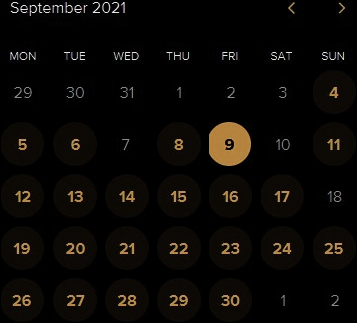 September 2021 < >
MON TUE WED THU FRI SAT SUN
29 30 31 1 2 3 4
5 6 7 8 9 10 11
12 13 14 15 16 17 18
19 20 21 22 23 24 25
26 27 28 29 30 1 2